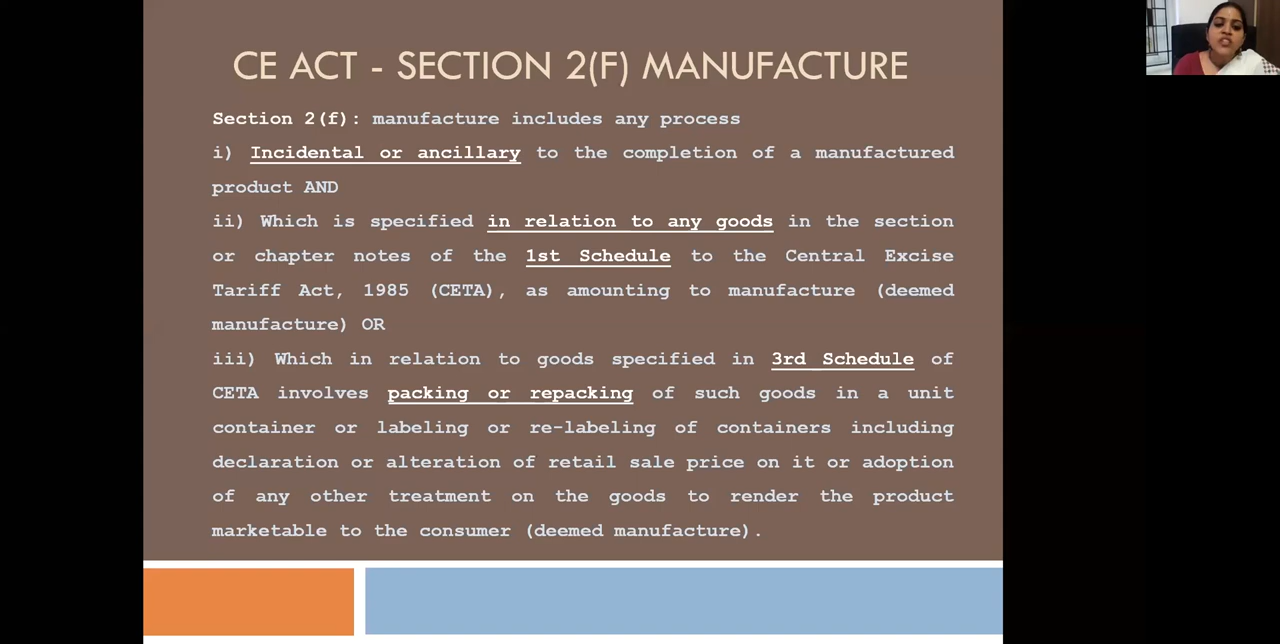 CE ACT - SECTION 2(F) MANUFACTURE
Section 2(f): manufacture includes any process
i) Incidental or ancillary to the completion of a manufactured
product AND
ii) Which is specified in relation to any goods in the section
or chapter notes of the 1st Schedule to the Central Excise
Tariff Act, 1985 (CETA), as amounting to manufacture (deemed
manufacture) OR
iii) Which in relation to goods specified in 3rd Schedule of
CETA involves packing or repacking of such goods in a unit
container or labeling or re-labeling of containers including
declaration or alteration of retail sale price on it or adoption
of any other treatment on the goods to render the product
marketable to the consumer (deemed manufacture).